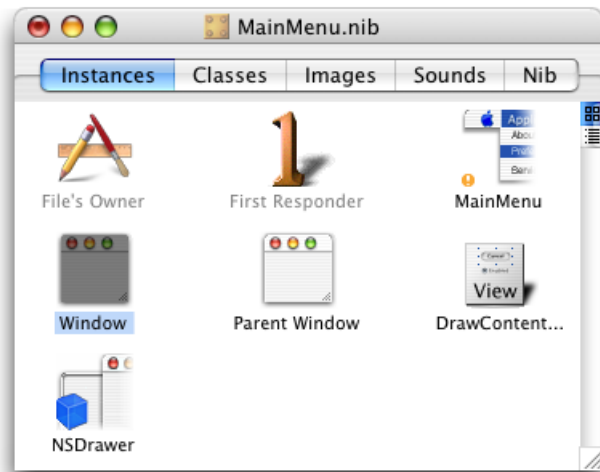 MainMenu.nib
Instances Classes Images Sounds Nib
File's Owner First Responder MainMenu
Window Parent Window DrawContent...
View
NSDrawer